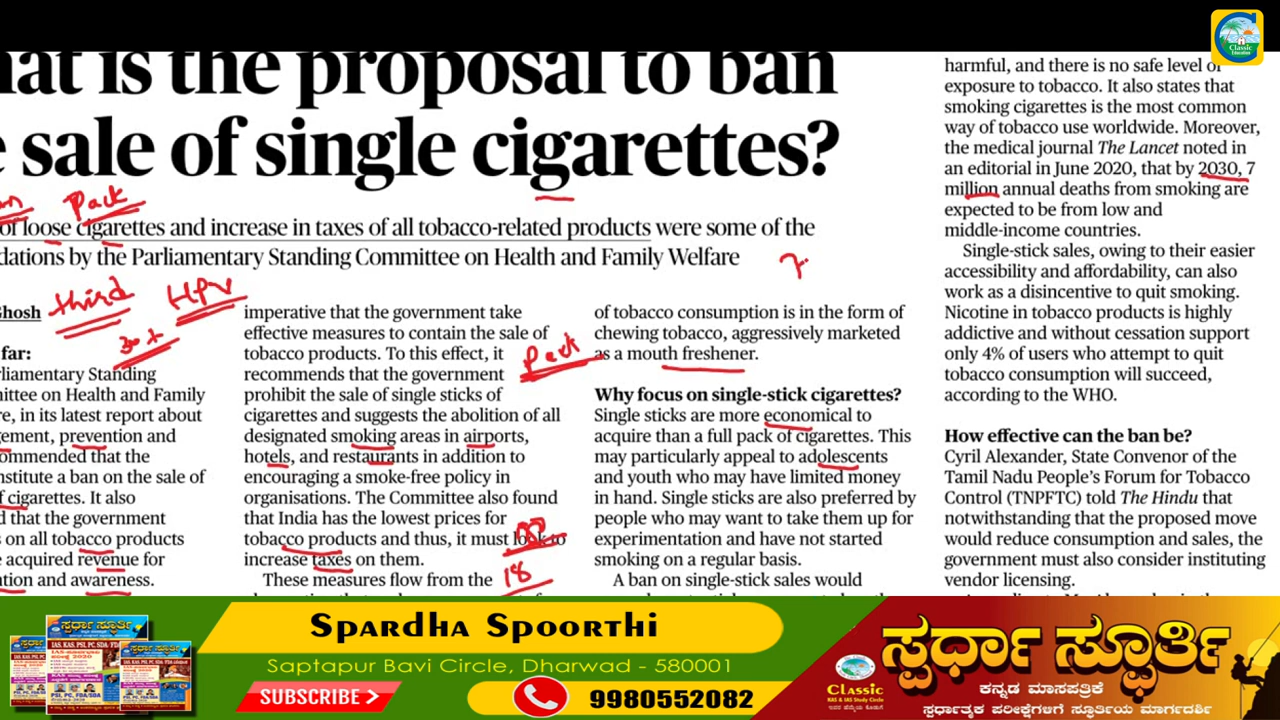 hat is the proposal to ban
e sale of single cigarettes?
Pack
of loose cigarettes and increase in taxes of all tobacco-related products were some of the
dations by the Parliamentary Standing Committee on Health and Family Welfare
Ghosh
third
HPV
30+
far:
rliamentary Standing
ittee on Health and Family
re, in its latest report about
gement, prevention and
ommended that the
nstitute a ban on the sale of
f cigarettes. It also
d that the government
s on all tobacco products
e acquired revenue for
ntion and awareness.
imperative that the government take
effective measures to contain the sale of
tobacco products. To this effect, it
recommends that the government
prohibit the sale of single sticks of
cigarettes and suggests the abolition of all
designated smoking areas in airports,
hotels, and restaurants in addition to
encouraging a smoke-free policy in
organisations. The Committee also found
that India has the lowest prices for
tobacco products and thus, it must look to
increase taxes on them.
These measures flow from the
18
Pack
of tobacco consumption is in the form of
chewing tobacco, aggressively marketed
as a mouth freshener.
Why focus on single-stick cigarettes?
Single sticks are more economical to
acquire than a full pack of cigarettes. This
may particularly appeal to adolescents
and youth who may have limited money
in hand. Single sticks are also preferred by
people who may want to take them up for
experimentation and have not started
smoking on a regular basis.
A ban on single-stick sales would
harmful, and there is no safe level of
exposure to tobacco. It also states that
smoking cigarettes is the most common
way of tobacco use worldwide. Moreover,
the medical journal The Lancet noted in
an editorial in June 2020, that by 2030, 7
million annual deaths from smoking are
expected to be from low and
middle-income countries.
Single-stick sales, owing to their easier
accessibility and affordability, can also
work as a disincentive to quit smoking.
Nicotine in tobacco products is highly
addictive and without cessation support
only 4% of users who attempt to quit
tobacco consumption will succeed,
according to the WHO.
How effective can the ban be?
Cyril Alexander, State Convenor of the
Tamil Nadu People's Forum for Tobacco
Control (TNPFTC) told The Hindu that
notwithstanding that the proposed move
would reduce consumption and sales, the
government must also consider instituting
vendor licensing.
Classic
Education
Spardha Spoorthi
Saptapur Bavi Circle Dharwad - 580001
SUBSCRIBE >
9980552082
Classic
KAS & IAS Study Circle
ಸ್ಪರ್ಧಾ ಸ್ಫೂರ್ತಿ
ಕನ್ನಡ ಮಾಸಪತ್ರಿಕೆ
ಸ್ಪರ್ಧಾತ್ಮಕ ಪರೀಕ್ಷೆಗಳಿಗೆ ಸ್ಫೂರ್ತಿಯ ಮಾರ್ಗದರ್ಶಿ